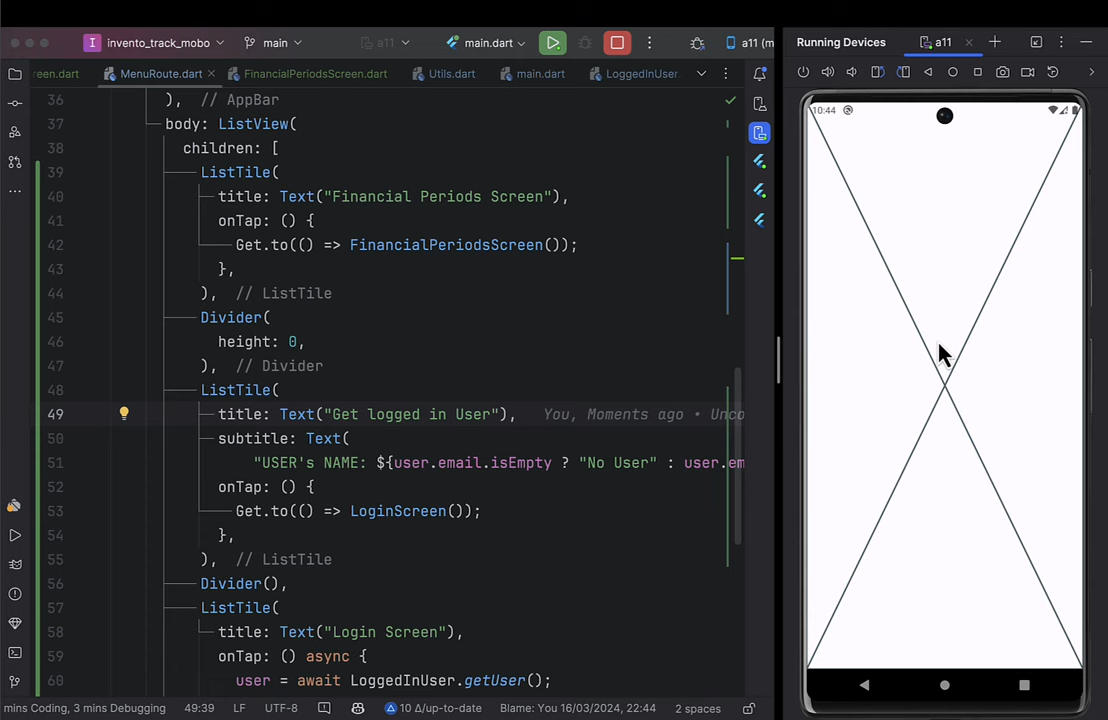 invento_track_mobo
main
a11
main.dart
a11 (m
Running Devices
a11
reen.dart
MenuRoute.dart
FinancialPeriodsScreen.dart
Utils.dart
main.dart
LoggedInUser.
36 ), // AppBar
37 body: ListView(
38 children: [
39 ListTile(
40 title: Text("Financial Periods Screen"),
41 onTap: () {
42 Get.to(() => FinancialPeriodsScreen());
43 },
44 ), // ListTile
45 Divider(
46 height: 0,
47 ), // Divider
48 ListTile(
49 title: Text("Get logged in User"), You, Moments ago • Unco
50 subtitle: Text(
51 "USER's NAME: ${user.email.isEmpty ? "No User" : user.em
52 onTap: () {
53 Get.to(() => LoginScreen());
54 },
55 ), // ListTile
56 Divider(),
57 ListTile(
58 title: Text("Login Screen"),
59 onTap: () async {
60 user = await LoggedInUser.getUser();
10:44
mns Coding, 3 mins Debugging
49:39
LF
UTF-8
10 Δ/up-to-date
Blame: You 16/03/2024, 22:44
2 spaces